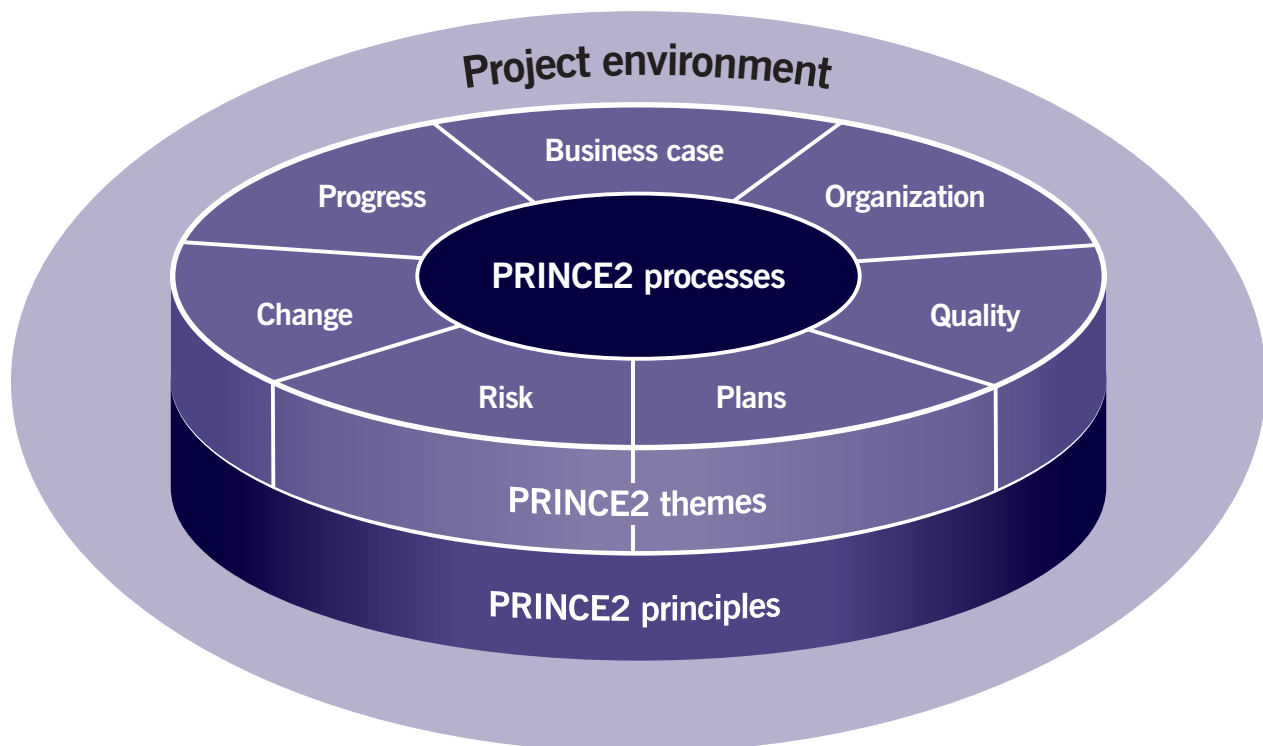 Project environment
Business case
Progress
Organization
PRINCE2 processes
Change
Quality
Risk
Plans
PRINCE2 themes
PRINCE2 principles